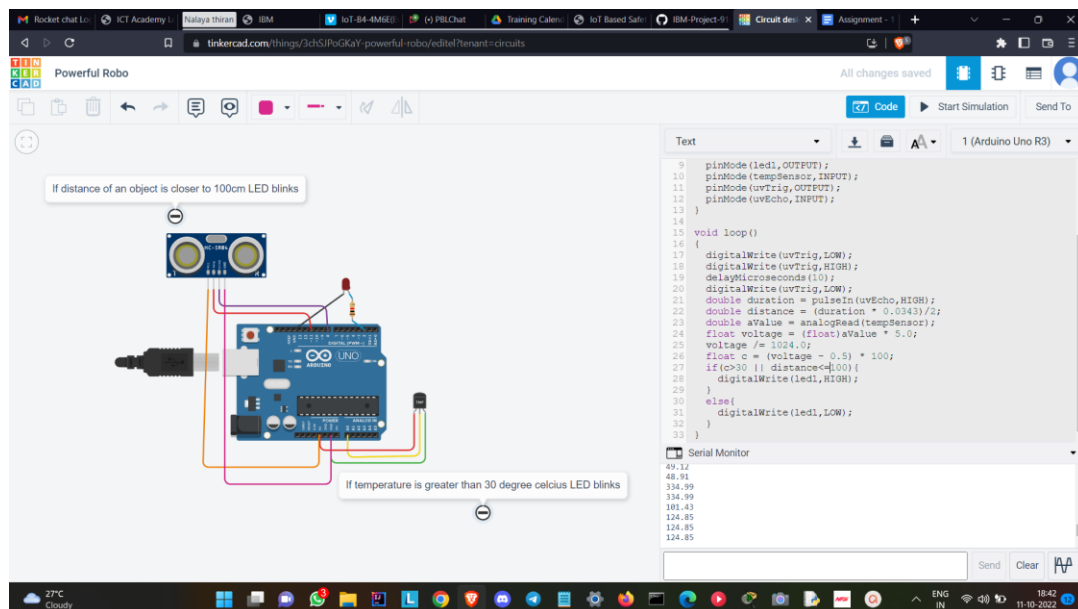 Rocket chat Lo
ICT Academy L
Nalaya thiran
IBM
IoT-B4-4M6E
(•) PBLChat
Training Calend
IoT Based Safet
IBM-Project-91
Circuit desi
Assignment - 1
tinkercad.com/things/3chSJPoGKaY-powerful-robo/editel?tenant=circuits
TIN
KER
CAD
Powerful Robo
All changes saved
Code
Start Simulation
Send To
Text
1 (Arduino Uno R3)
If distance of an object is closer to 100cm LED blinks
HC-SR04
DIGITAL (PWM~)
UNO
ARDUINO
POWER
ANALOG IN
TMP
If temperature is greater than 30 degree celcius LED blinks
9 pinMode(led1,OUTPUT);
10 pinMode(tempSensor,INPUT);
11 pinMode(uvTrig,OUTPUT);
12 pinMode(uvEcho,INPUT);
13 }
14
15 void loop()
16 {
17 digitalWrite(uvTrig,LOW);
18 digitalWrite(uvTrig,HIGH);
19 delayMicroseconds(10);
20 digitalWrite(uvTrig,LOW);
21 double duration = pulseIn(uvEcho,HIGH);
22 double distance = (duration * 0.0343)/2;
23 double aValue = analogRead(tempSensor);
24 float voltage = (float)aValue * 5.0;
25 voltage /= 1024.0;
26 float c = (voltage - 0.5) * 100;
27 if(c>30 || distance<=100){
28 digitalWrite(led1,HIGH);
29 }
30 else{
31 digitalWrite(led1,LOW);
32 }
33 }
Serial Monitor
49.12
48.91
334.99
334.99
101.43
124.85
124.85
124.85
Send
Clear
27°C
Cloudy
3
ENG
IN
18:42
11-10-2022